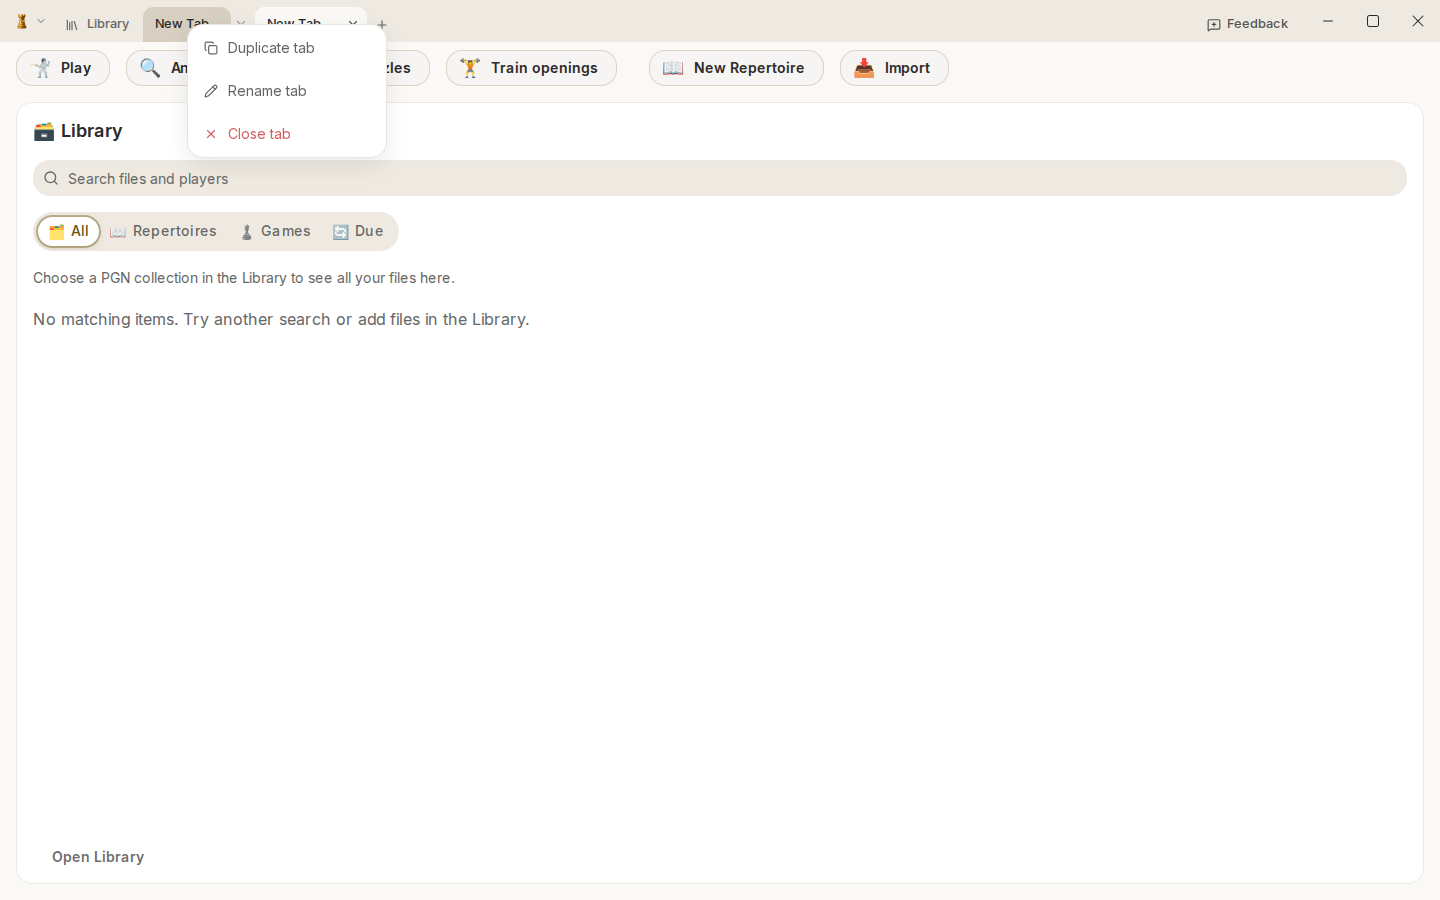 Library
New Tab
New Tab
Feedback
Duplicate tab
Rename tab
Close tab
Play
Train openings
New Repertoire
Import
Library
Search files and players
All
Repertoires
Games
Due
Choose a PGN collection in the Library to see all your files here.
No matching items. Try another search or add files in the Library.
Open Library